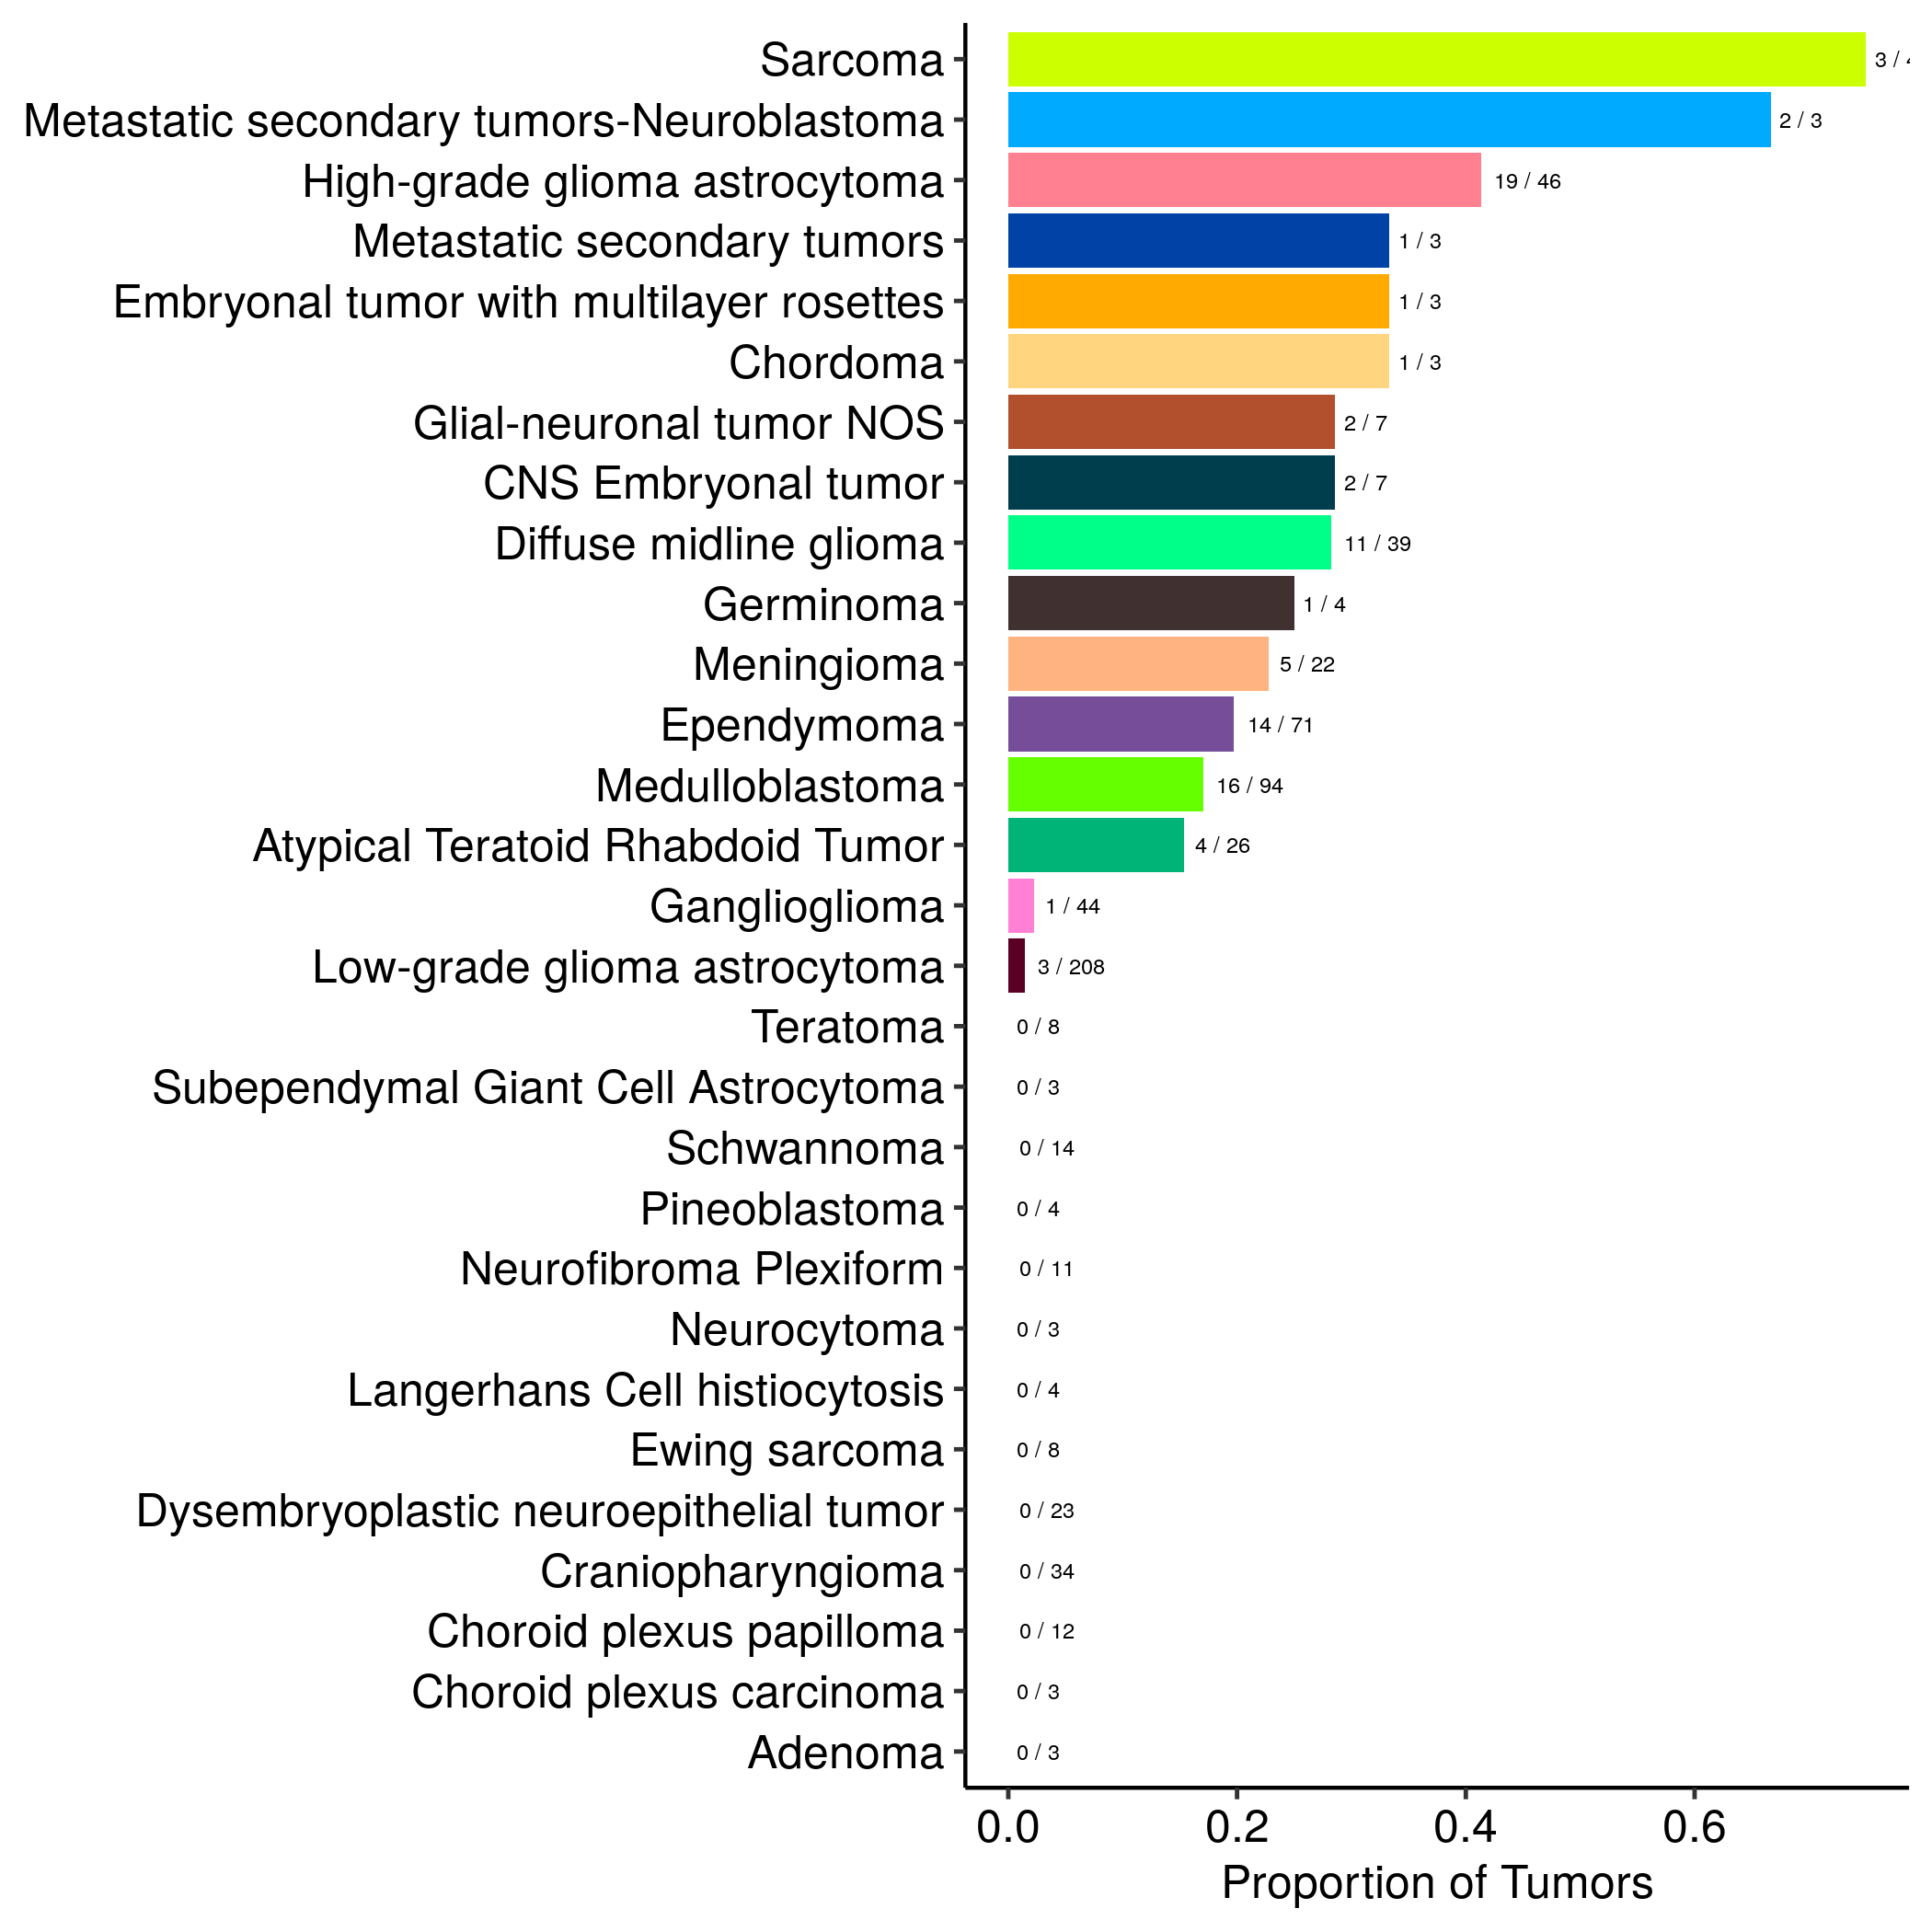 Sarcoma 3 / 4
Metastatic secondary tumors-Neuroblastoma 2 / 3
High-grade glioma astrocytoma 19 / 46
Metastatic secondary tumors 1 / 3
Embryonal tumor with multilayer rosettes 1 / 3
Chordoma 1 / 3
Glial-neuronal tumor NOS 2 / 7
CNS Embryonal tumor 2 / 7
Diffuse midline glioma 11 / 39
Germinoma 1 / 4
Meningioma 5 / 22
Ependymoma 14 / 71
Medulloblastoma 16 / 94
Atypical Teratoid Rhabdoid Tumor 4 / 26
Ganglioglioma 1 / 44
Low-grade glioma astrocytoma 3 / 208
Teratoma 0 / 8
Subependymal Giant Cell Astrocytoma 0 / 3
Schwannoma 0 / 14
Pineoblastoma 0 / 4
Neurofibroma Plexiform 0 / 11
Neurocytoma 0 / 3
Langerhans Cell histiocytosis 0 / 4
Ewing sarcoma 0 / 8
Dysembryoplastic neuroepithelial tumor 0 / 23
Craniopharyngioma 0 / 34
Choroid plexus papilloma 0 / 12
Choroid plexus carcinoma 0 / 3
Adenoma 0 / 3
0.0 0.2 0.4 0.6
Proportion of Tumors